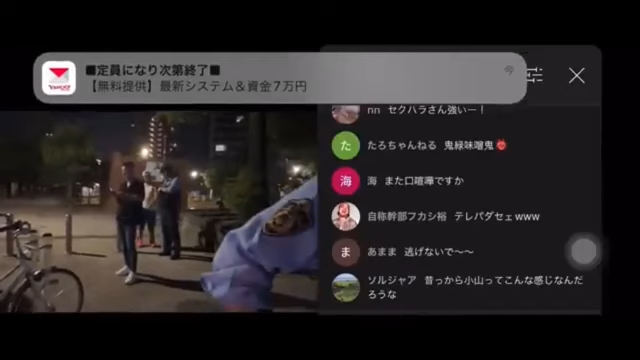 ■定員になり次第終了■
今
【無料提供】最新システム＆資金7万円
YAHOO!
nn セクハラさん強いー！
た たろちゃんねる 鬼緑味噌鬼👹
海 海 また口喧嘩ですか
自称幹部フカシ裕 テレパダセェwww
ま あまま 逃げないで〜〜
ソルジャア 昔っから小山ってこんな感じなんだ
ろうな